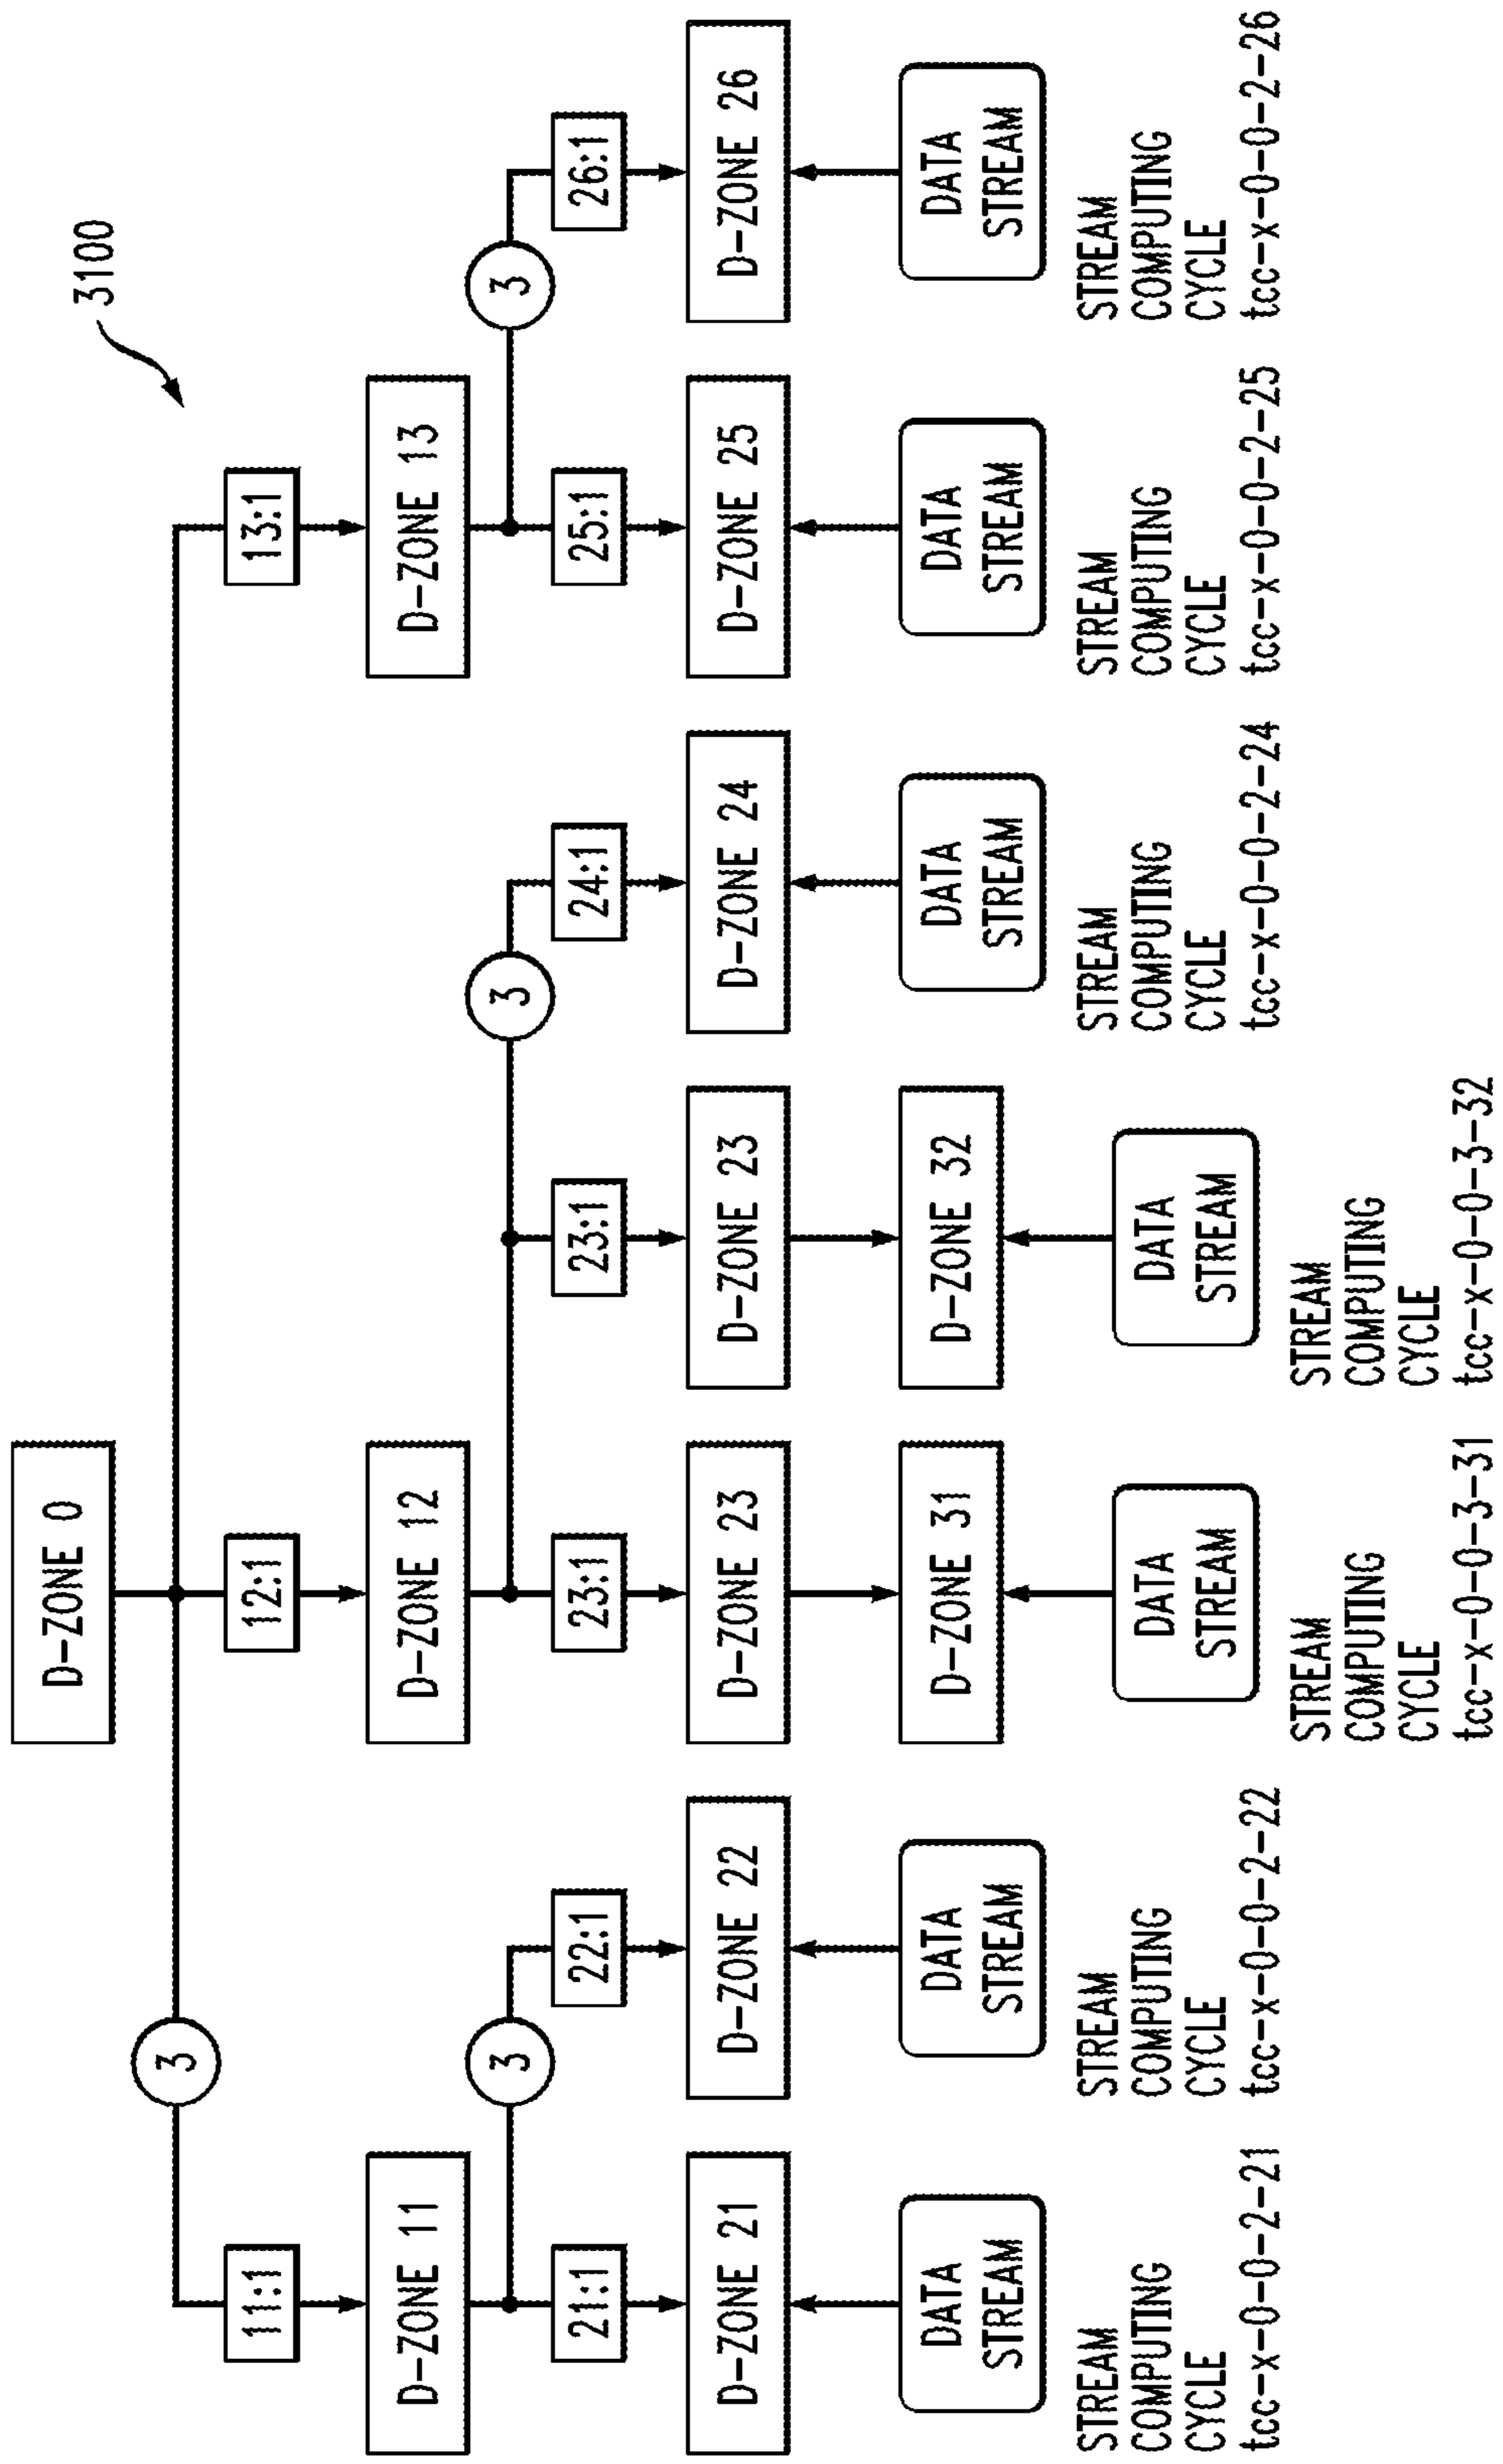 3100
D-ZONE 0
3
11:1
12:1
13:1
D-ZONE 11
D-ZONE 12
D-ZONE 13
3
3
3
21:1
22:1
23:1
23:1
24:1
25:1
26:1
D-ZONE 21
D-ZONE 22
D-ZONE 23
D-ZONE 23
D-ZONE 24
D-ZONE 25
D-ZONE 26
DATA
STREAM
DATA
STREAM
D-ZONE 31
D-ZONE 32
DATA
STREAM
DATA
STREAM
DATA
STREAM
STREAM
COMPUTING
CYCLE
tcc-x-0-0-2-21
STREAM
COMPUTING
CYCLE
tcc-x-0-0-2-22
DATA
STREAM
DATA
STREAM
STREAM
COMPUTING
CYCLE
tcc-x-0-0-2-24
STREAM
COMPUTING
CYCLE
tcc-x-0-0-2-25
STREAM
COMPUTING
CYCLE
tcc-x-0-0-2-26
STREAM
COMPUTING
CYCLE
tcc-x-0-0-3-31
STREAM
COMPUTING
CYCLE
tcc-x-0-0-3-32